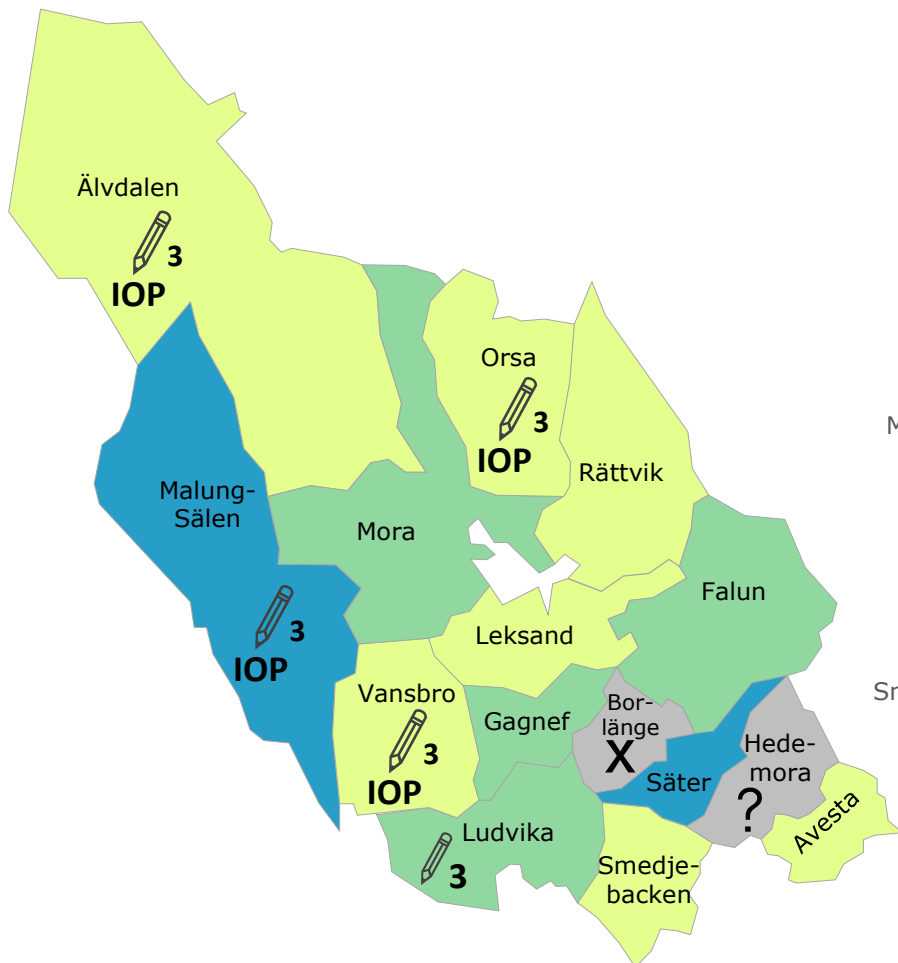 Älvdalen
3
IOP
Orsa
3
IOP
M
Rättvik
Malung-
Sälen
Mora
Falun
3
IOP
Leksand
Sm
Vansbro
Gagnef
Bor-
länge
X
Hede-
mora
?
Säter
3
IOP
Avesta
Ludvika
3
Smedje-
backen